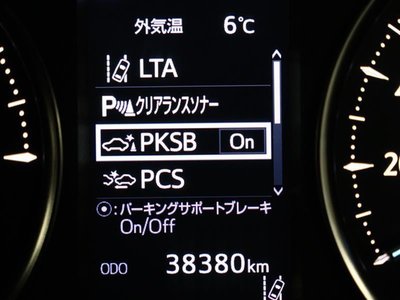 外気温 6℃
LTA
P クリアランスソナー
PKSB On
PCS
⦿:パーキングサポートブレーキ
On/Off
ODO 38380km
20